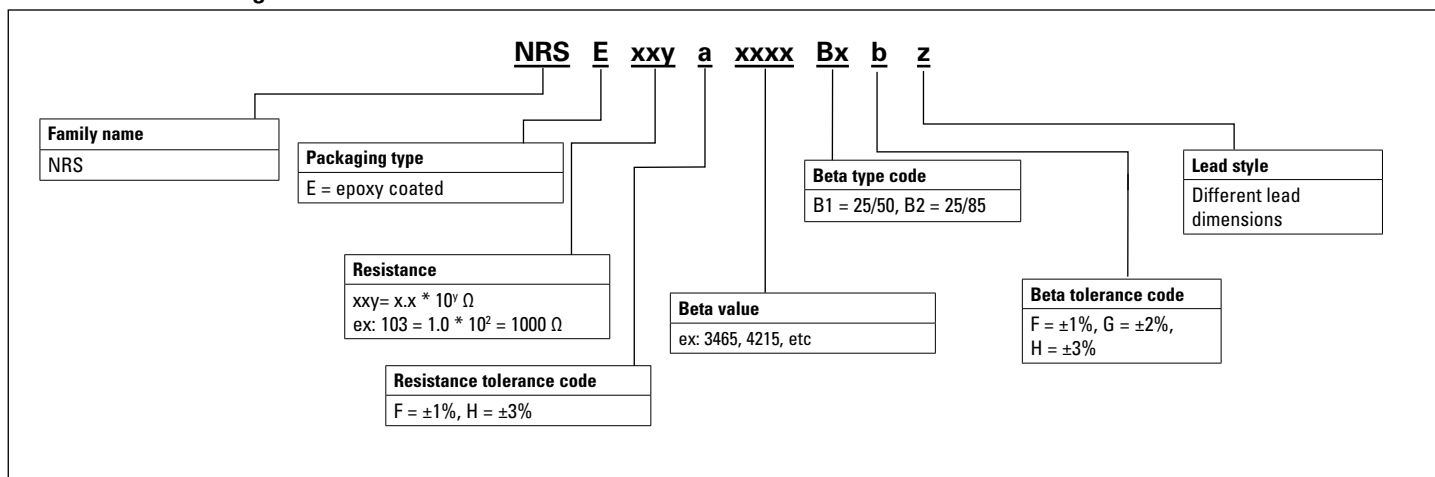 NRS E xxy a xxxx Bx b z
Family name
NRS
Packaging type
E = epoxy coated
Beta type code
B1 = 25/50, B2 = 25/85
Lead style
Different lead
dimensions
Resistance
xxy= x.x * 10ʸ Ω
ex: 103 = 1.0 * 10² = 1000 Ω
Beta value
ex: 3465, 4215, etc
Beta tolerance code
F = ±1%, G = ±2%,
H = ±3%
Resistance tolerance code
F = ±1%, H = ±3%